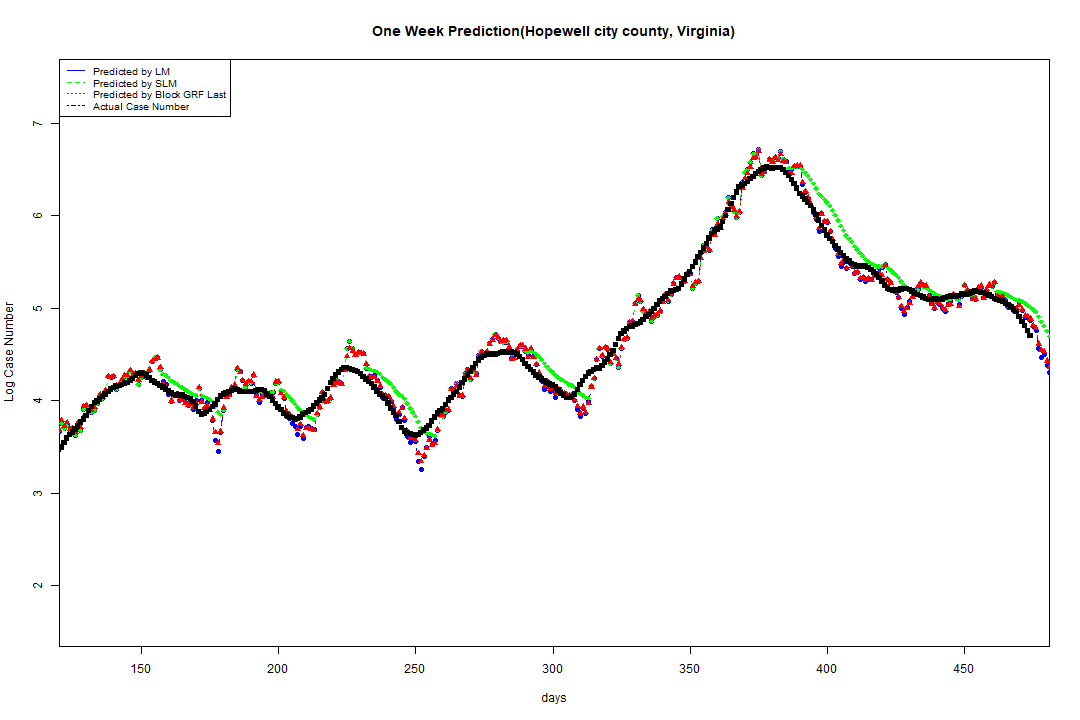 One Week Prediction(Hopewell city county, Virginia)
Predicted by LM
Predicted by SLM
Predicted by Block GRF Last
Actual Case Number
7
6
5
4
3
2
Log Case Number
150 200 250 300 350 400 450
days